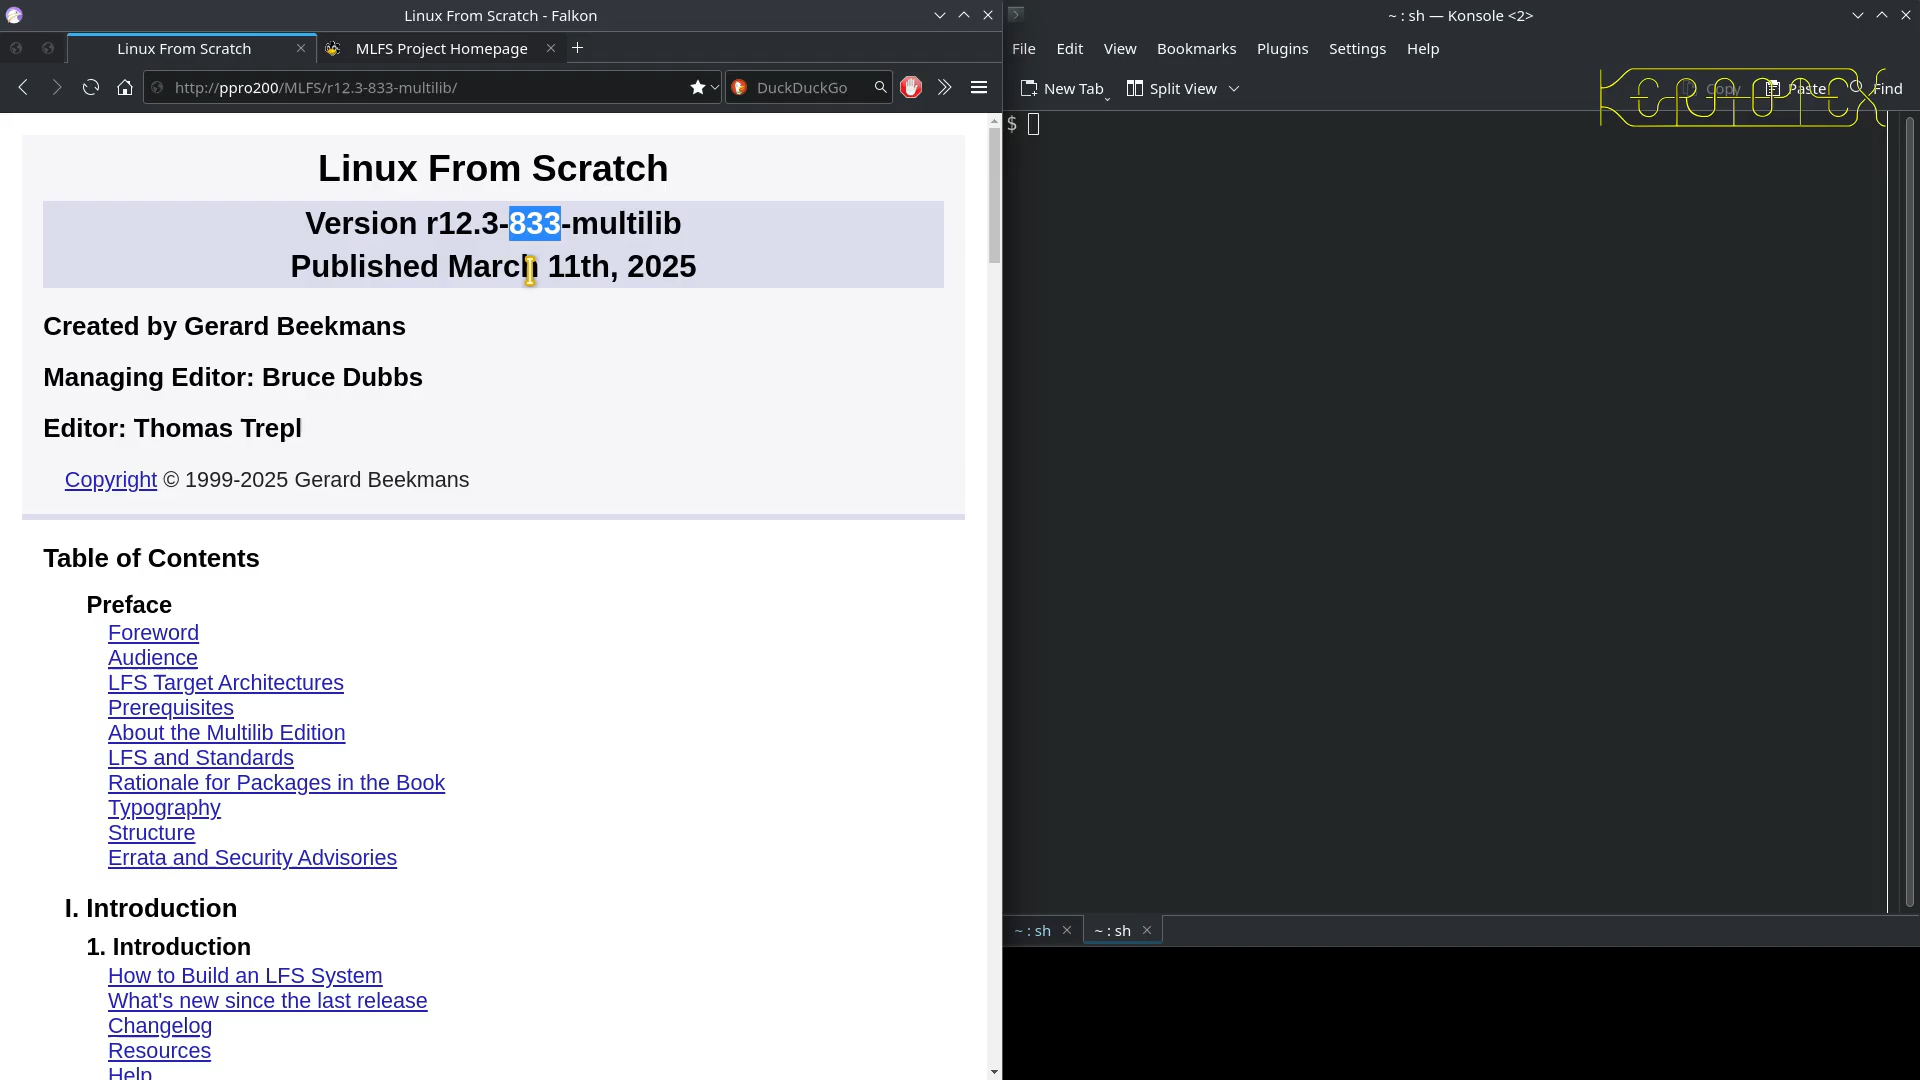 Linux From Scratch - Falkon
Linux From Scratch
MLFS Project Homepage
http://ppro200/MLFS/r12.3-833-multilib/
DuckDuckGo
Linux From Scratch
Version r12.3-833-multilib
Published March 11th, 2025
Created by Gerard Beekmans
Managing Editor: Bruce Dubbs
Editor: Thomas Trepl
Copyright © 1999-2025 Gerard Beekmans
Table of Contents
Preface
Foreword
Audience
LFS Target Architectures
Prerequisites
About the Multilib Edition
LFS and Standards
Rationale for Packages in the Book
Typography
Structure
Errata and Security Advisories
I. Introduction
1. Introduction
How to Build an LFS System
What's new since the last release
Changelog
Resources
Help
~ : sh — Konsole <2>
File Edit View Bookmarks Plugins Settings Help
New Tab Split View Copy Paste Find
$
~ : sh
~ : sh